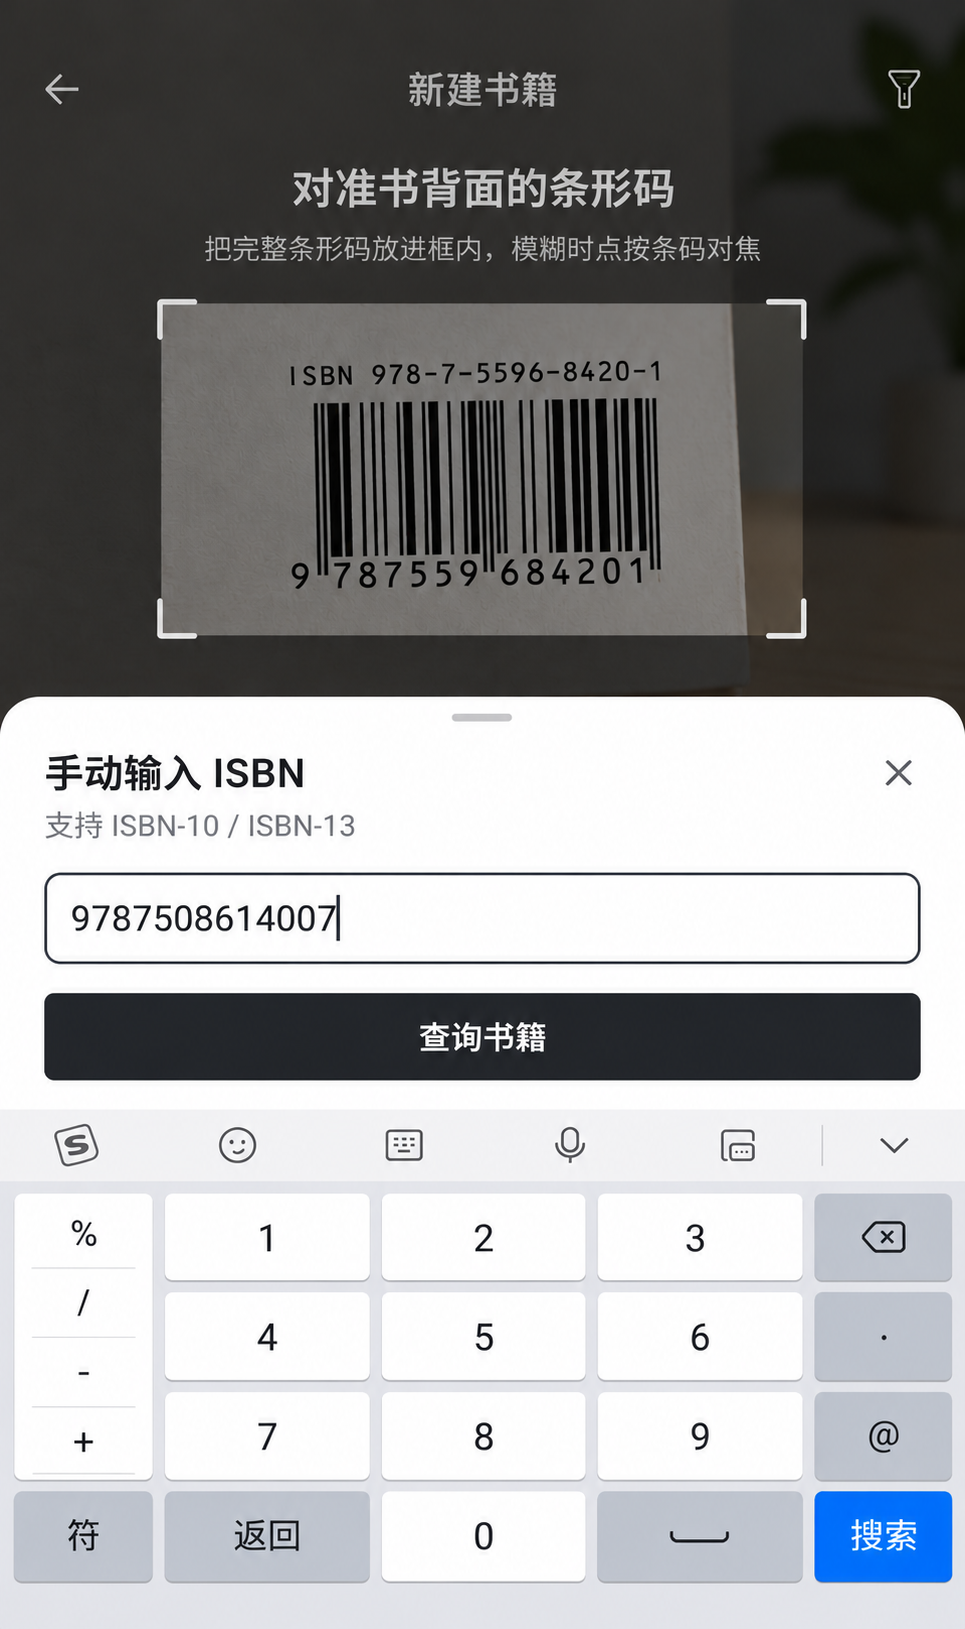 新建书籍
对准书背面的条形码
把完整条形码放进框内，模糊时点按条码对焦
ISBN 978-7-5596-8420-1
9 787559 684201
手动输入 ISBN
支持 ISBN-10 / ISBN-13
9787508614007
查询书籍
S
% 1 2 3
/ 4 5 6 .
- 7 8 9 @
+
符 返回 0 搜索